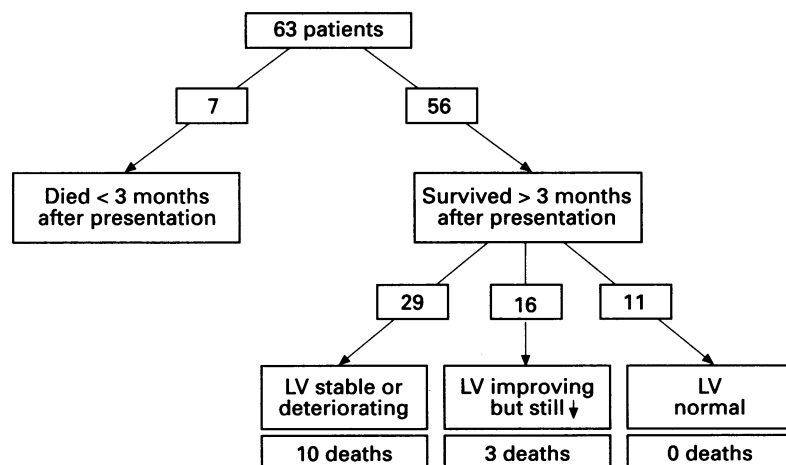 63 patients
7
56
Died < 3 months
after presentation
Survived > 3 months
after presentation
29
16
11
LV stable or
deteriorating
LV improving
but still ↓
LV
normal
10 deaths
3 deaths
0 deaths